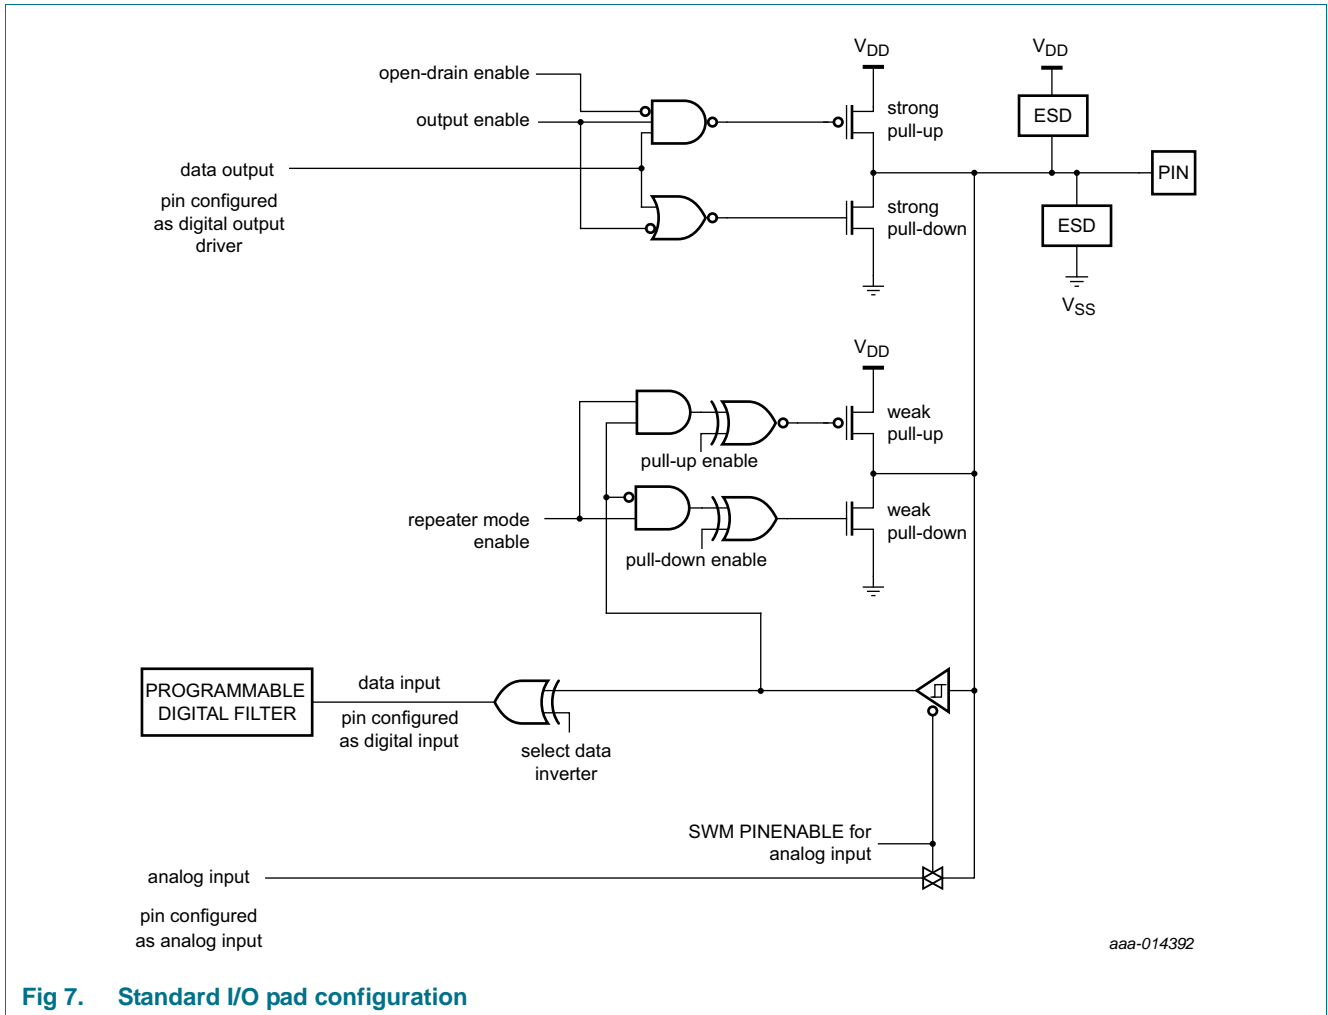 VDD
VDD
open-drain enable
strong
pull-up
ESD
output enable
data output
PIN
pin configured
as digital output
driver
strong
pull-down
ESD
VSS
VDD
weak
pull-up
pull-up enable
repeater mode
enable
weak
pull-down
pull-down enable
PROGRAMMABLE
DIGITAL FILTER
data input
pin configured
as digital input
select data
inverter
SWM PINENABLE for
analog input
analog input
pin configured
as analog input
aaa-014392
Fig 7. Standard I/O pad configuration